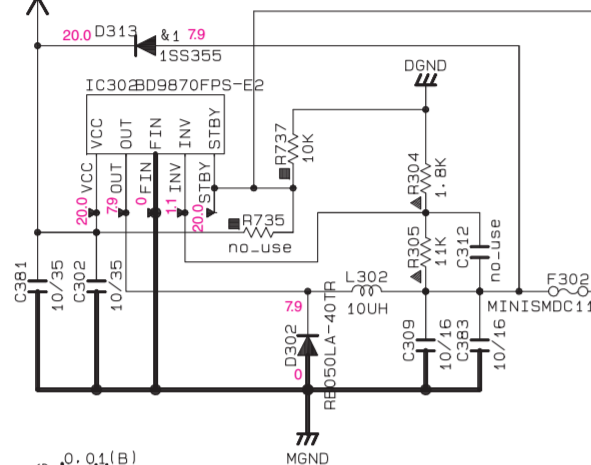 20.0 D313 &1 7.9
1SS355
DGND
IC302 BD9870FPS-E2
VCC
OUT
FIN
INV
STBY
R737
10K
R304
1.8K
20.0 VCC
7.9 OUT
0 FIN
1.1 INV
20.0 STBY
R735
no_use
R305
11K
C312
no_use
C381
10/35
C302
10/35
L302
10UH
F302
MINISMDC11
7.9
D302
0
RB050LA-40TR
C309
10/16
C383
10/16
MGND
0.01(B)